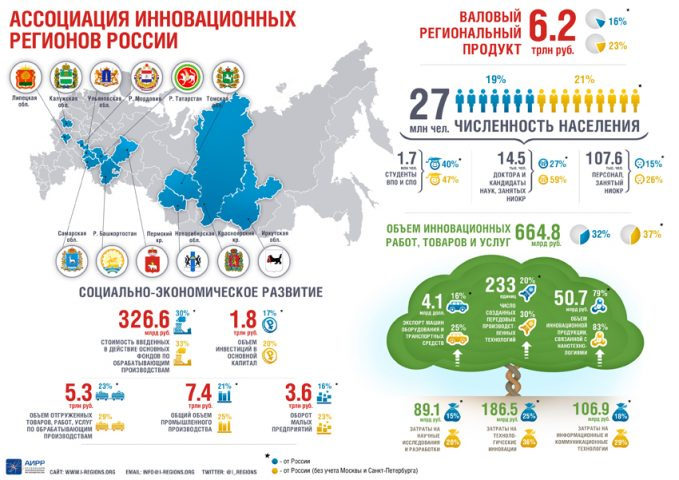 АССОЦИАЦИЯ ИННОВАЦИОННЫХ
РЕГИОНОВ РОССИИ
Липецкая
обл.
Калужская
обл.
Ульяновская
обл.
Р. Мордовия
Р. Татарстан
Томская
обл.
Самарская
обл.
Р. Башкортостан
Пермский
кр.
Новосибирская
обл.
Красноярский
кр.
Иркутская
обл.
ВАЛОВЫЙ
РЕГИОНАЛЬНЫЙ
ПРОДУКТ
6.2
трлн руб.
16%*
23%
19%
21%*
27
МЛН ЧЕЛ.
ЧИСЛЕННОСТЬ НАСЕЛЕНИЯ
1.7
млн чел.
СТУДЕНТЫ
ВПО И СПО
40%*
47%
14.5
тыс. чел.
ДОКТОРА И
КАНДИДАТЫ
НАУК, ЗАНЯТЫХ
НИОКР
27%*
59%
107.6
тыс. чел.
ПЕРСОНАЛ,
ЗАНЯТЫЙ
НИОКР
15%*
26%
ОБЪЕМ ИННОВАЦИОННЫХ
РАБОТ, ТОВАРОВ И УСЛУГ
664.8
млрд руб.
32%
37%*
4.1
млрд долл.
16%
25%
ЭКСПОРТ МАШИН
ОБОРУДОВАНИЯ И
ТРАНСПОРТНЫХ
СРЕДСТВ
233
единиц
20%*
30%
ЧИСЛО
СОЗДАННЫХ
ПЕРЕДОВЫХ
ПРОИЗВОДСТ-
ВЕННЫХ
ТЕХНОЛОГИЙ
50.7
млрд руб.
79%*
83%
ОБЪЕМ
ИННОВАЦИОННОЙ
ПРОДУКЦИИ,
СВЯЗАННОЙ С
НАНОТЕХНО-
ЛОГИЯМИ
89.1
млрд руб.
15%*
20%
ЗАТРАТЫ НА
НАУЧНЫЕ
ИССЛЕДОВАНИЯ
И РАЗРАБОТКИ
186.5
млрд руб.
25%*
36%
ЗАТРАТЫ НА
ТЕХНОЛО-
ГИЧЕСКИЕ
ИННОВАЦИИ
106.9
млрд руб.
18%*
29%
ЗАТРАТЫ НА
ИНФОРМАЦИОННЫЕ И
КОММУНИКАЦИОННЫЕ
ТЕХНОЛОГИИ
СОЦИАЛЬНО-ЭКОНОМИЧЕСКОЕ РАЗВИТИЕ
326.6
млрд руб.
30%*
33%
СТОИМОСТЬ ВВЕДЕННЫХ
В ДЕЙСТВИЕ ОСНОВНЫХ
ФОНДОВ ПО
ОБРАБАТЫВАЮЩИМ
ПРОИЗВОДСТВАМ
1.8
трлн руб.
17%*
20%
ОБЪЕМ
ИНВЕСТИЦИЙ
В ОСНОВНОЙ
КАПИТАЛ
5.3
трлн руб.
23%*
29%
ОБЪЕМ ОТГРУЖЕННЫХ
ТОВАРОВ, РАБОТ, УСЛУГ
ПО ОБРАБАТЫВАЮЩИМ
ПРОИЗВОДСТВАМ
7.4
трлн руб.
21%*
25%
ОБЩИЙ ОБЪЕМ
ПРОМЫШЛЕННОГО
ПРОИЗВОДСТВА
3.6
трлн руб.
16%*
23%
ОБОРОТ
МАЛЫХ
ПРЕДПРИЯТИЙ
АИРР
САЙТ: WWW.I-REGIONS.ORG
EMAIL: INFO@I-REGIONS.ORG
TWITTER: @I_REGIONS
* - от России
- от России (без учета Москвы и Санкт-Петербурга)